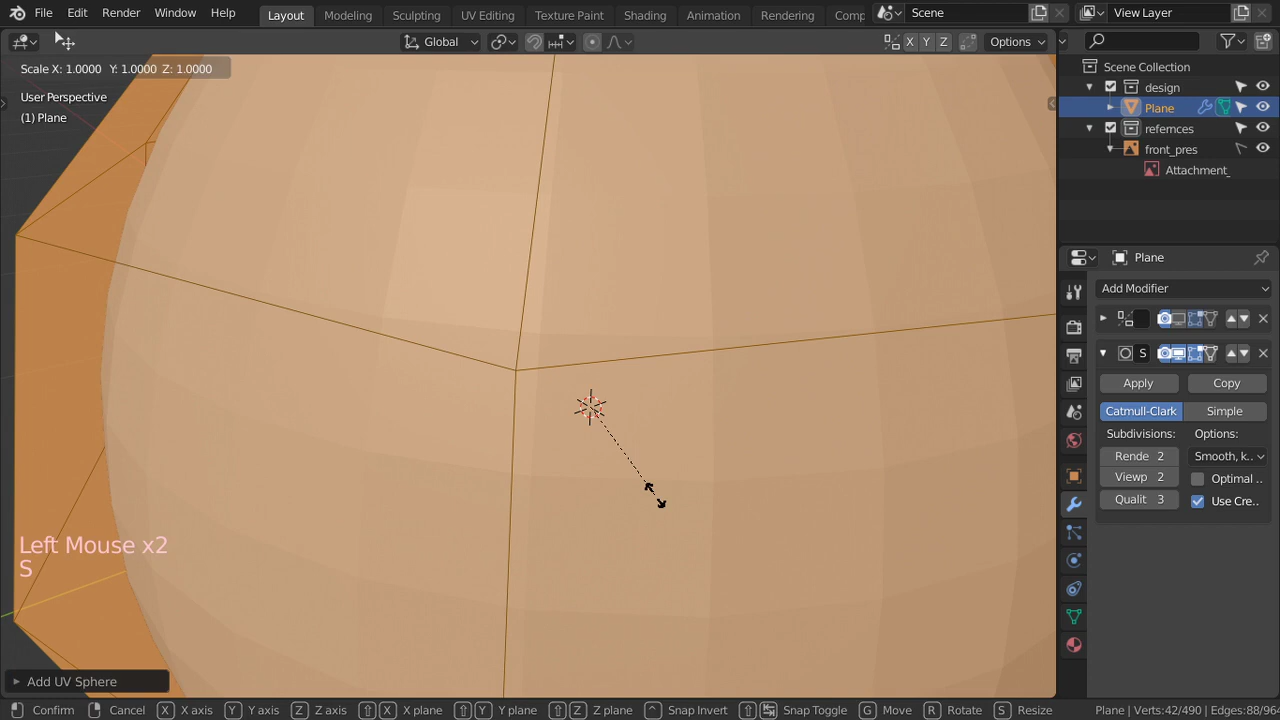 File Edit Render Window Help Layout Modeling Sculpting UV Editing Texture Paint Shading Animation Rendering Comp Scene View Layer
Global X Y Z Options
Scale X: 1.0000 Y: 1.0000 Z: 1.0000
User Perspective
(1) Plane
Scene Collection
design
Plane
refernces
front_pres
Attachment_
Plane
Add Modifier
S
Apply Copy
Catmull-Clark Simple
Subdivisions: Options:
Rende 2 Smooth, k..
Viewp 2 Optimal ..
Qualit 3 Use Cre..
Left Mouse x2
S
Add UV Sphere
Confirm Cancel X X axis Y Y axis Z Z axis X X plane Y Y plane Z Z plane ^ Snap Invert Snap Toggle G Move R Rotate S Resize Plane | Verts:42/490 | Edges:88/964